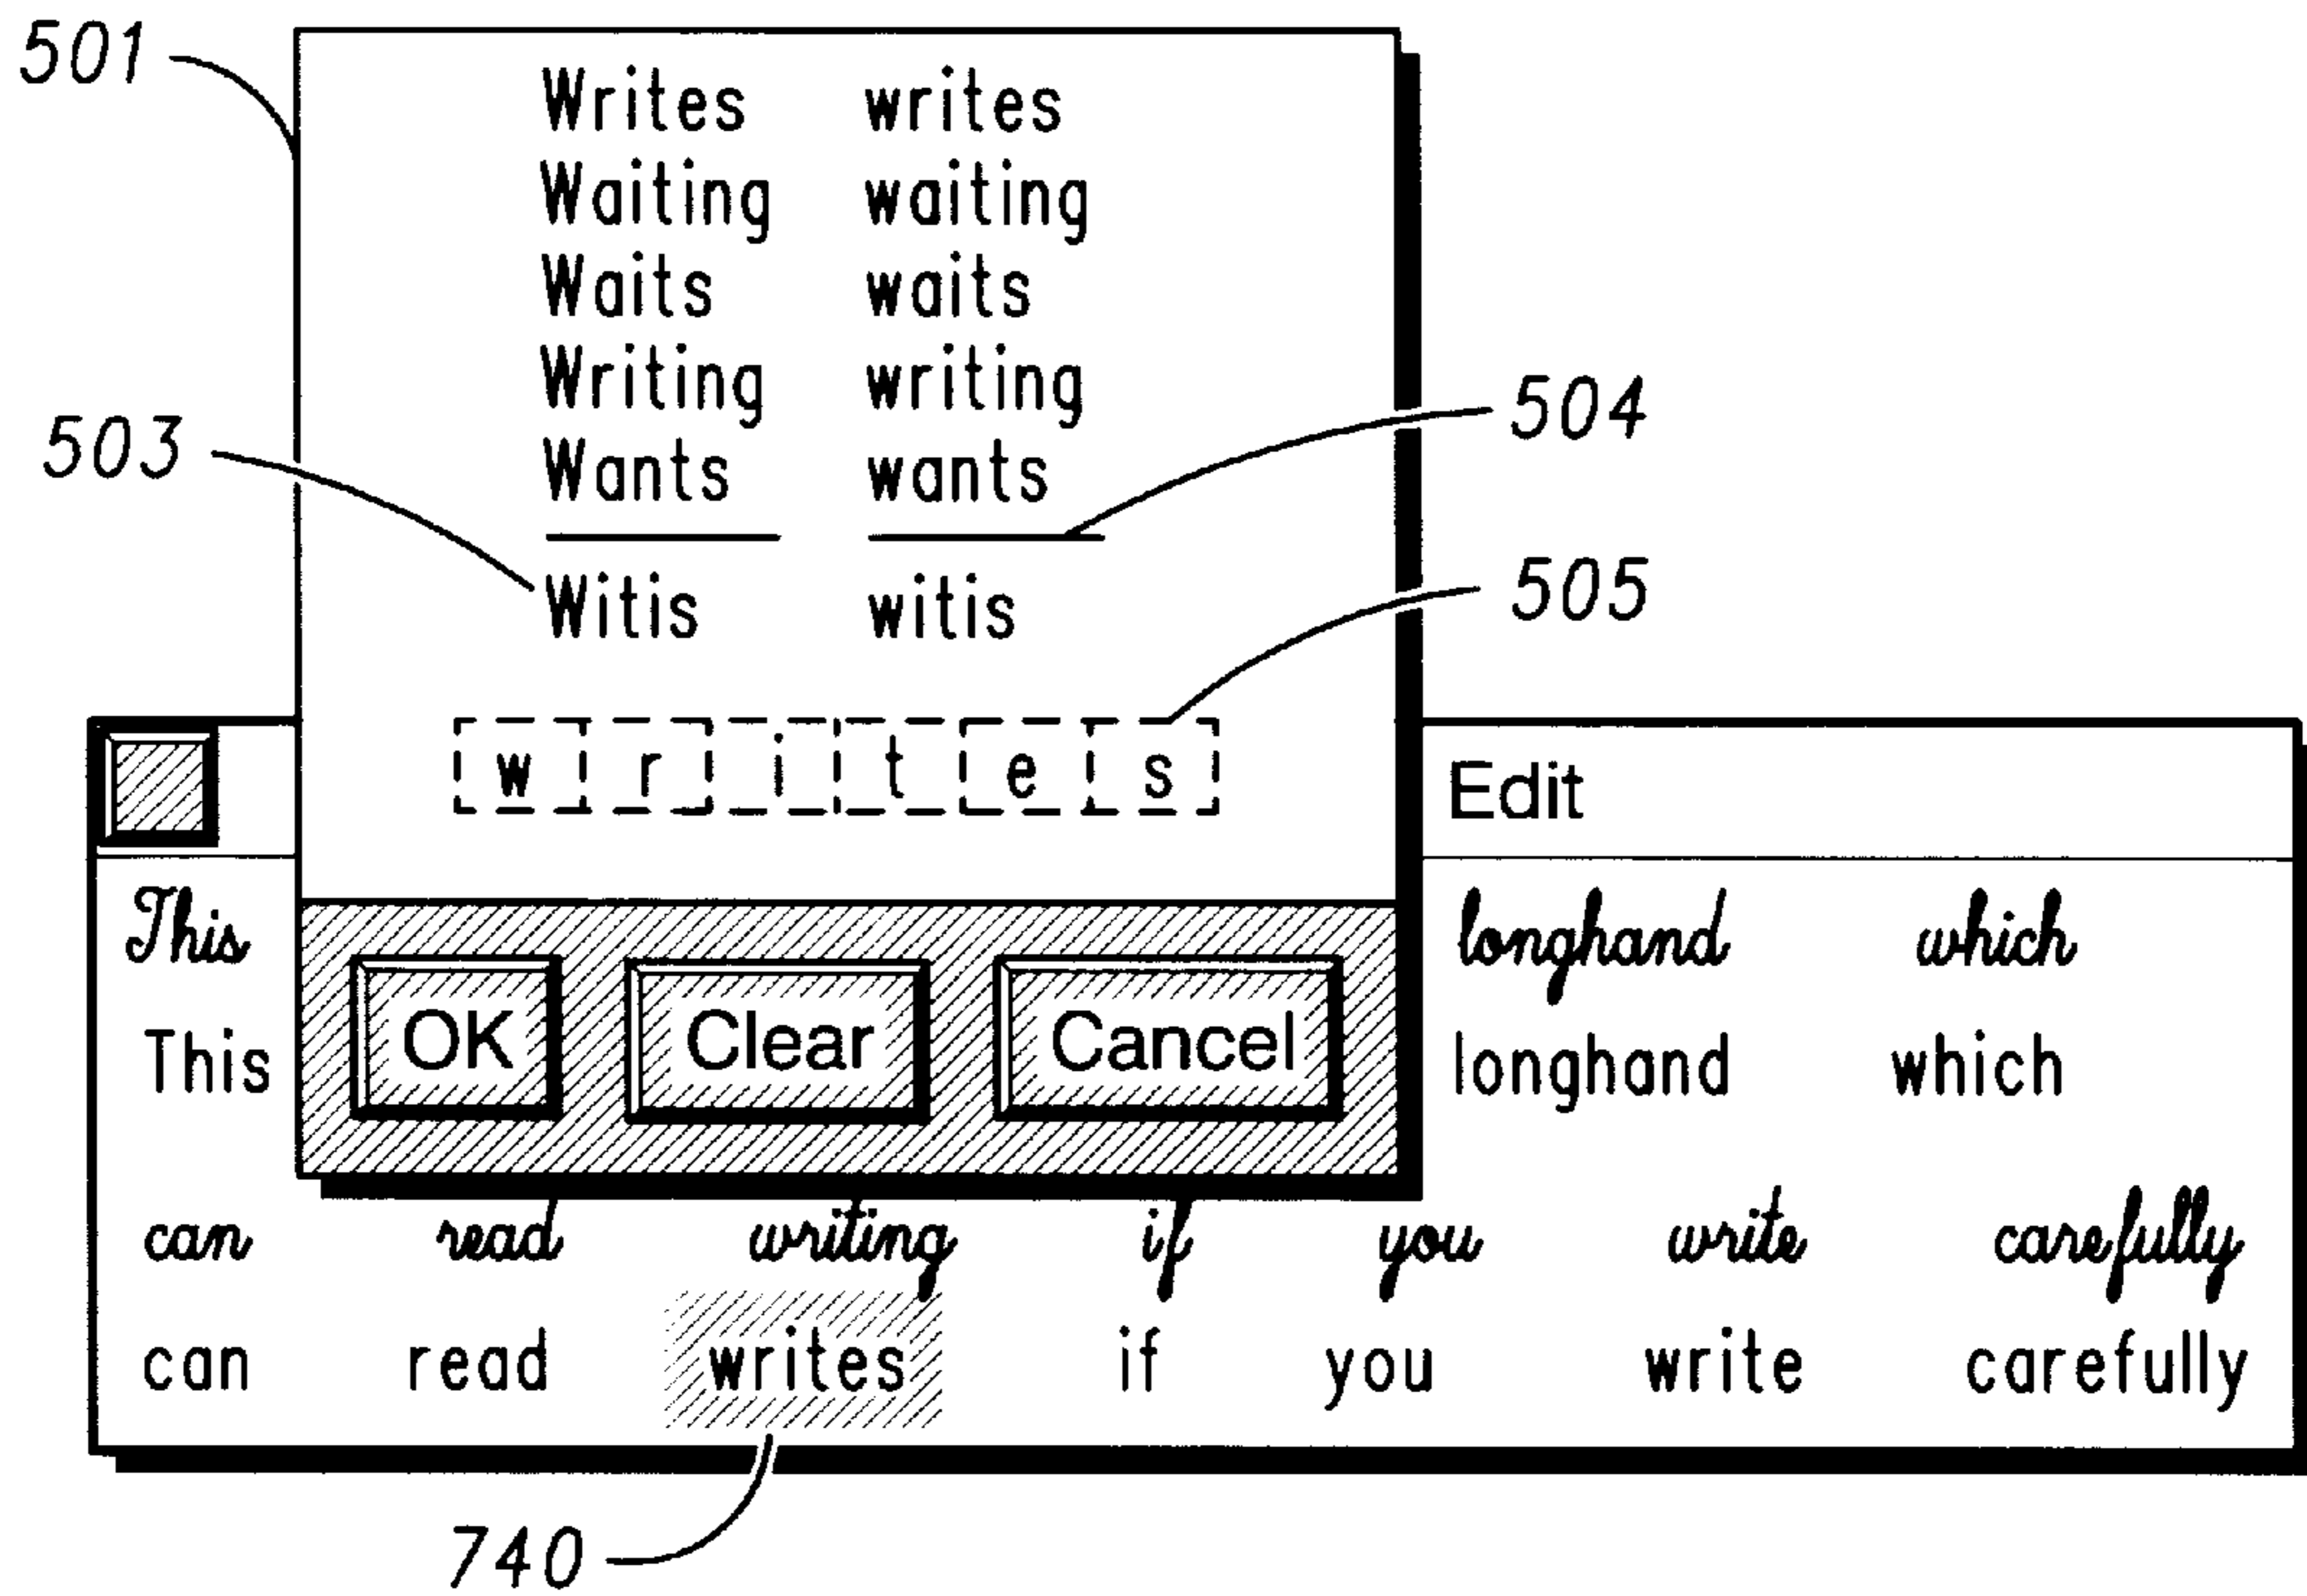 501
Writes writes
Waiting waiting
Waits waits
Writing writing
503
504
Wants wants
Witis witis
505
w r i t e s
Edit
This longhand which
OK Clear Cancel
This longhand which
can read writing if you write carefully
can read writes if you write carefully
740